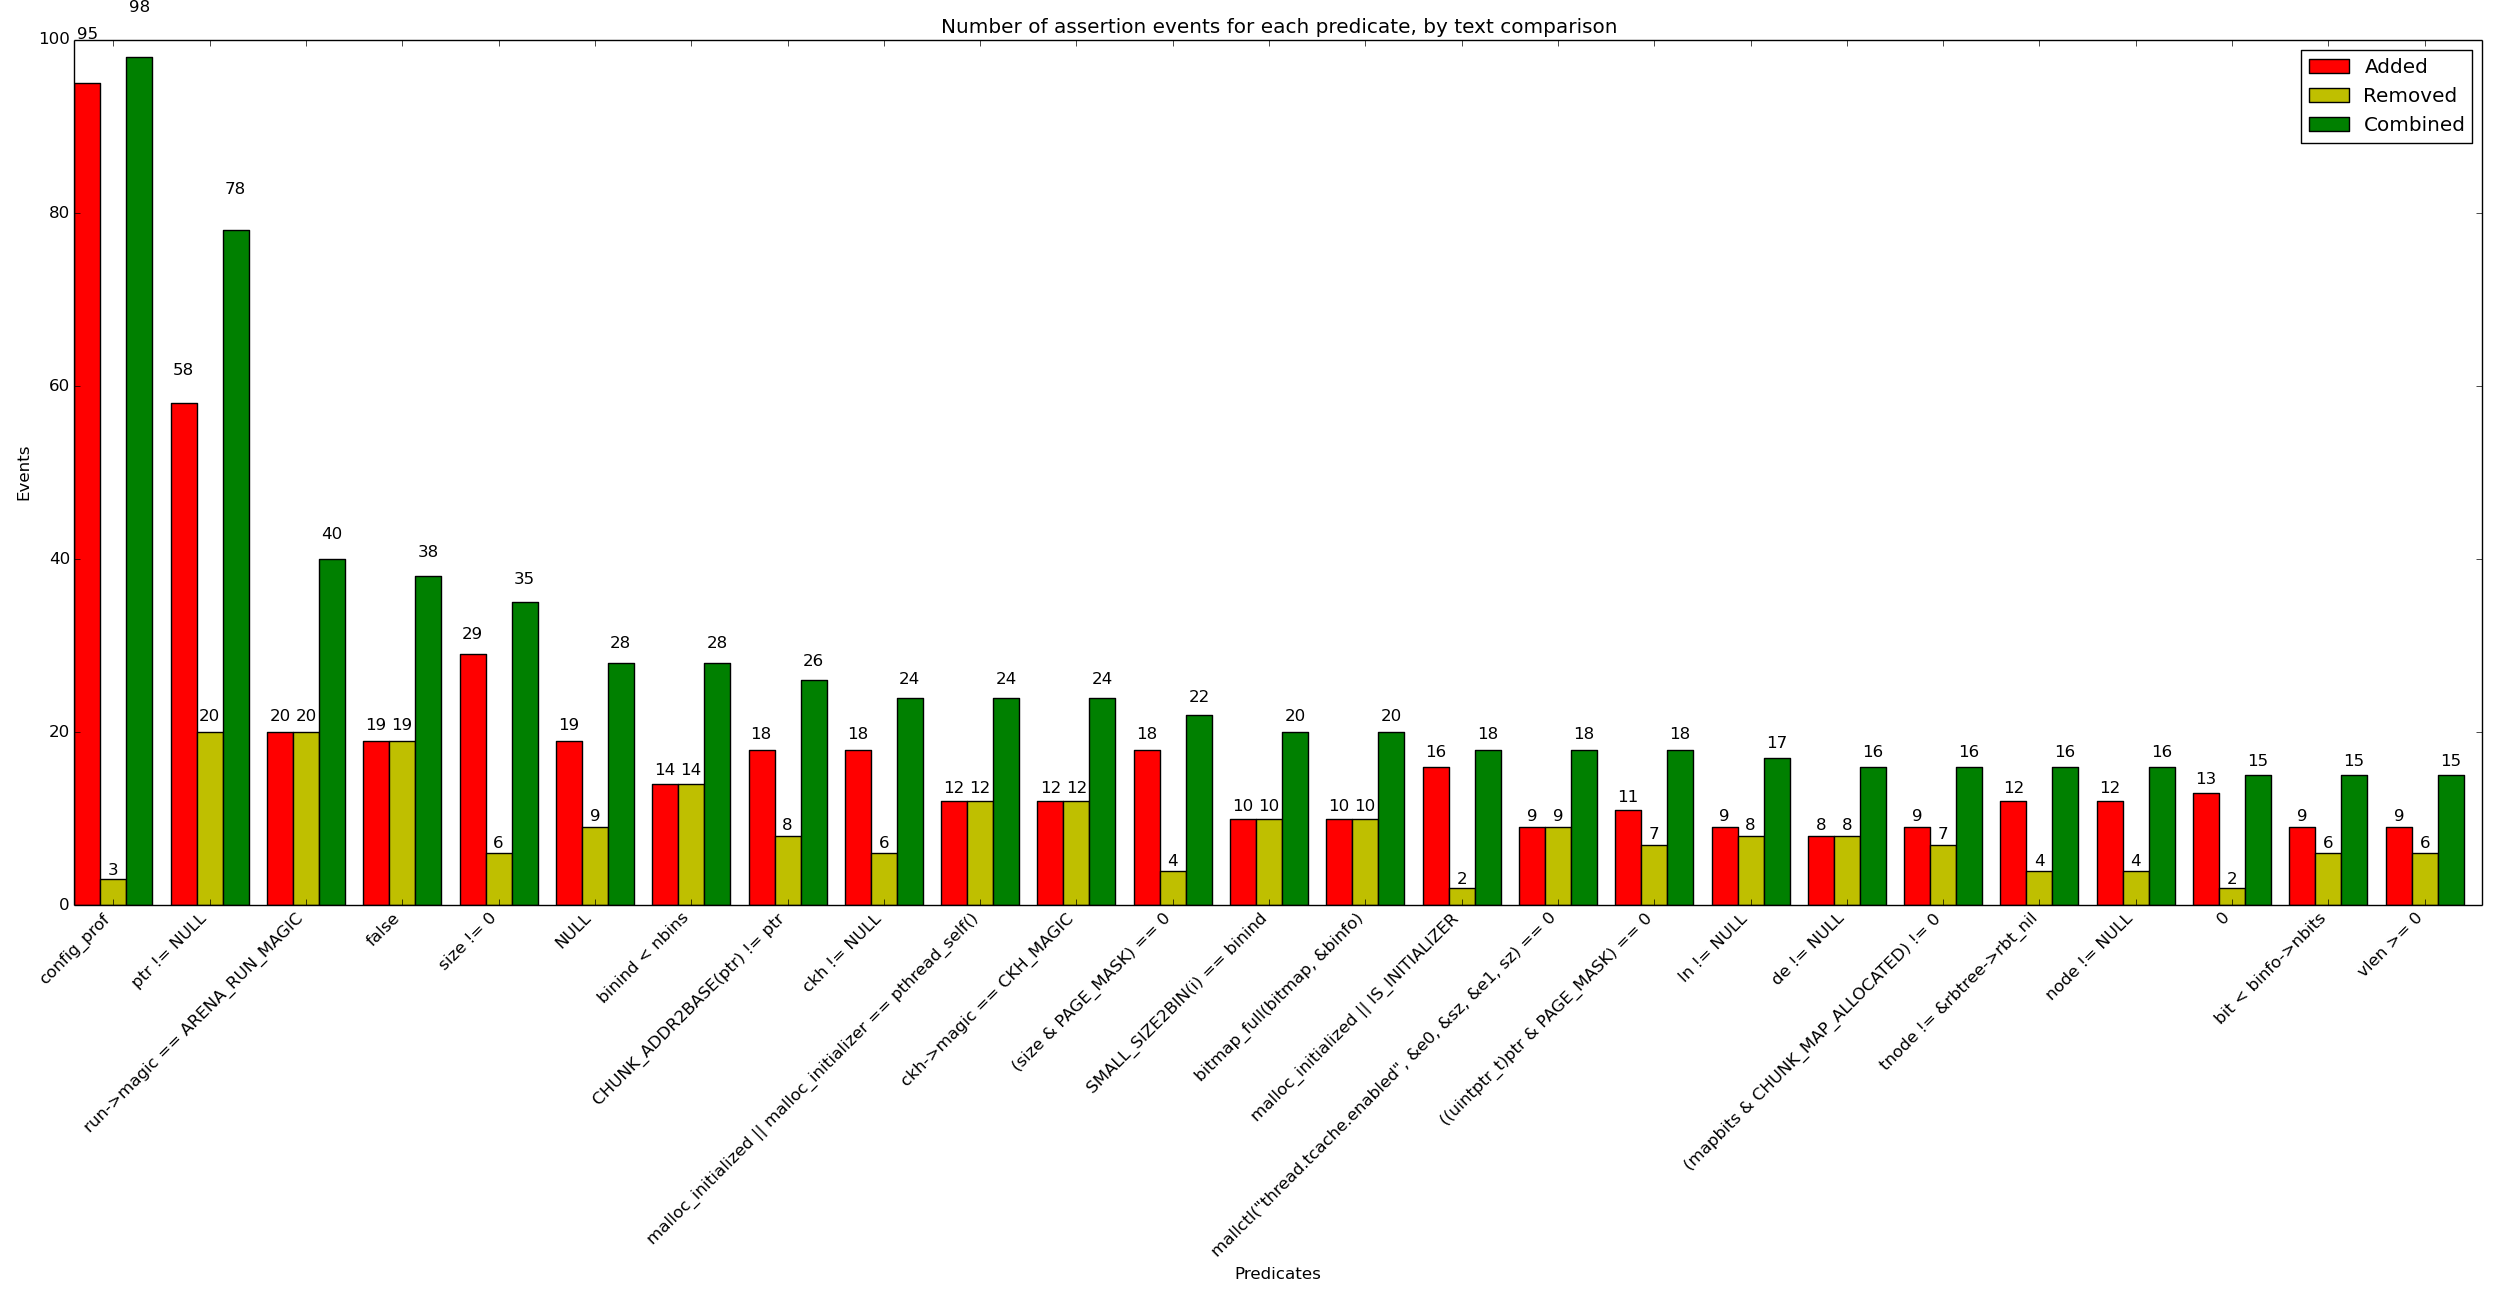 Number of assertion events for each predicate, by text comparison
Added
Removed
Combined
Events
100
80
60
40
20
0
95
3
98
58
20
78
20
20
40
19
19
38
29
6
35
19
9
28
14
14
28
18
8
26
18
6
24
12
12
24
12
12
24
18
4
22
10
10
20
10
10
20
16
2
18
9
9
18
11
7
18
9
8
17
8
8
16
9
7
16
12
4
16
12
4
16
13
2
15
9
6
15
9
6
15
config_prof
ptr != NULL
run->magic == ARENA_RUN_MAGIC
false
size != 0
NULL
binind < nbins
CHUNK_ADDR2BASE(ptr) != ptr
ckh != NULL
malloc_initialized || malloc_initializer == pthread_self()
ckh->magic == CKH_MAGIC
(size & PAGE_MASK) == 0
SMALL_SIZE2BIN(i) == binind
bitmap_full(bitmap, &binfo)
malloc_initialized || IS_INITIALIZER
mallctl("thread.tcache.enabled", &e0, &sz, &e1, sz) == 0
((uintptr_t)ptr & PAGE_MASK) == 0
ln != NULL
de != NULL
(mapbits & CHUNK_MAP_ALLOCATED) != 0
tnode != &rbtree->rbt_nil
node != NULL
0
bit < binfo->nbits
vlen >= 0
Predicates